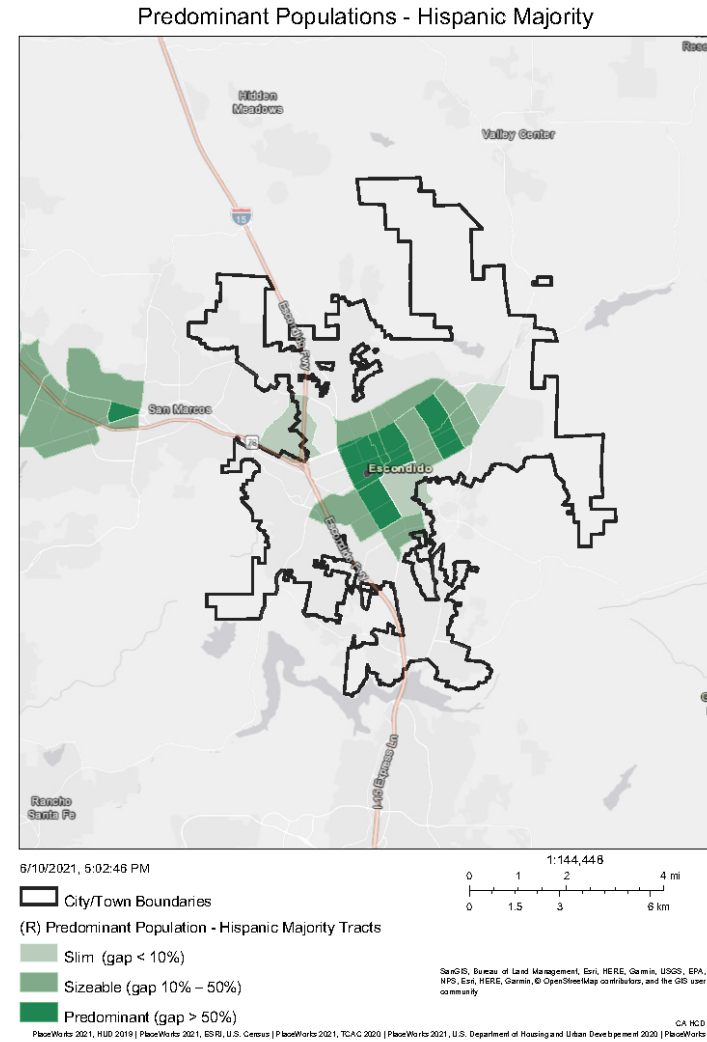 Predominant Populations - Hispanic Majority
Hidden
Meadows
Valley Center
15
Escondido Fwy
San Marcos
78
Escondido
Escondido Fwy
I-15 Express Ln
Rancho
Santa Fe
6/10/2021, 5:02:46 PM
1:144,448
0 1 2 4 mi
0 1.5 3 6 km
City/Town Boundaries
(R) Predominant Population - Hispanic Majority Tracts
Slim (gap < 10%)
Sizeable (gap 10% – 50%)
Predominant (gap > 50%)
SanGIS, Bureau of Land Management, Esri, HERE, Garmin, USGS, EPA,
NPS, Esri, HERE, Garmin, © OpenStreetMap contributors, and the GIS user
community
CA HCD
PlaceWorks 2021, HUD 2019 | PlaceWorks 2021, ESRI, U.S. Census | PlaceWorks 2021, TCAC 2020 | PlaceWorks 2021, U.S. Department of Housing and Urban Development 2020 | PlaceWorks